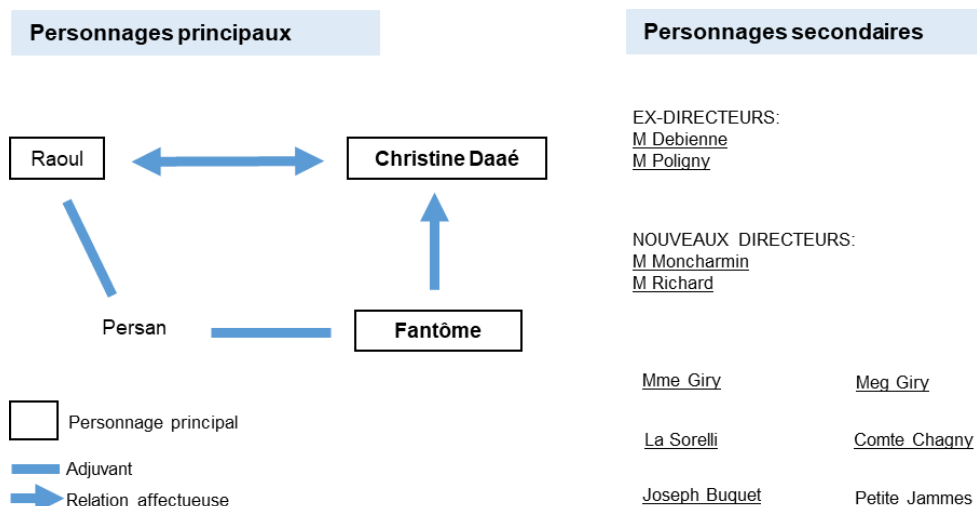 Personnages principaux
Raoul
Christine Daaé
Persan
Fantôme
Personnage principal
Adjuvant
Relation affectueuse
Personnages secondaires
EX-DIRECTEURS:
M Debienne
M Poligny
NOUVEAUX DIRECTEURS:
M Moncharmin
M Richard
Mme Giry
Meg Giry
La Sorelli
Comte Chagny
Joseph Buquet
Petite Jammes